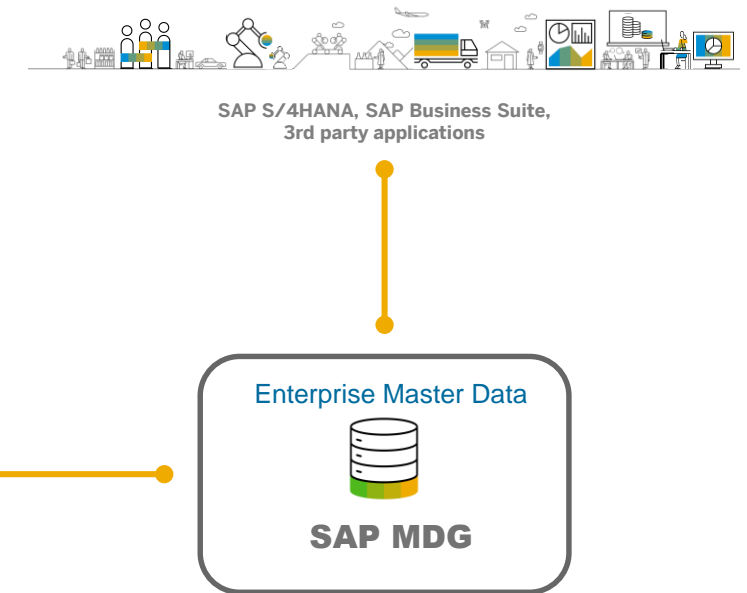 SAP S/4HANA, SAP Business Suite,
3rd party applications
Enterprise Master Data
SAP MDG